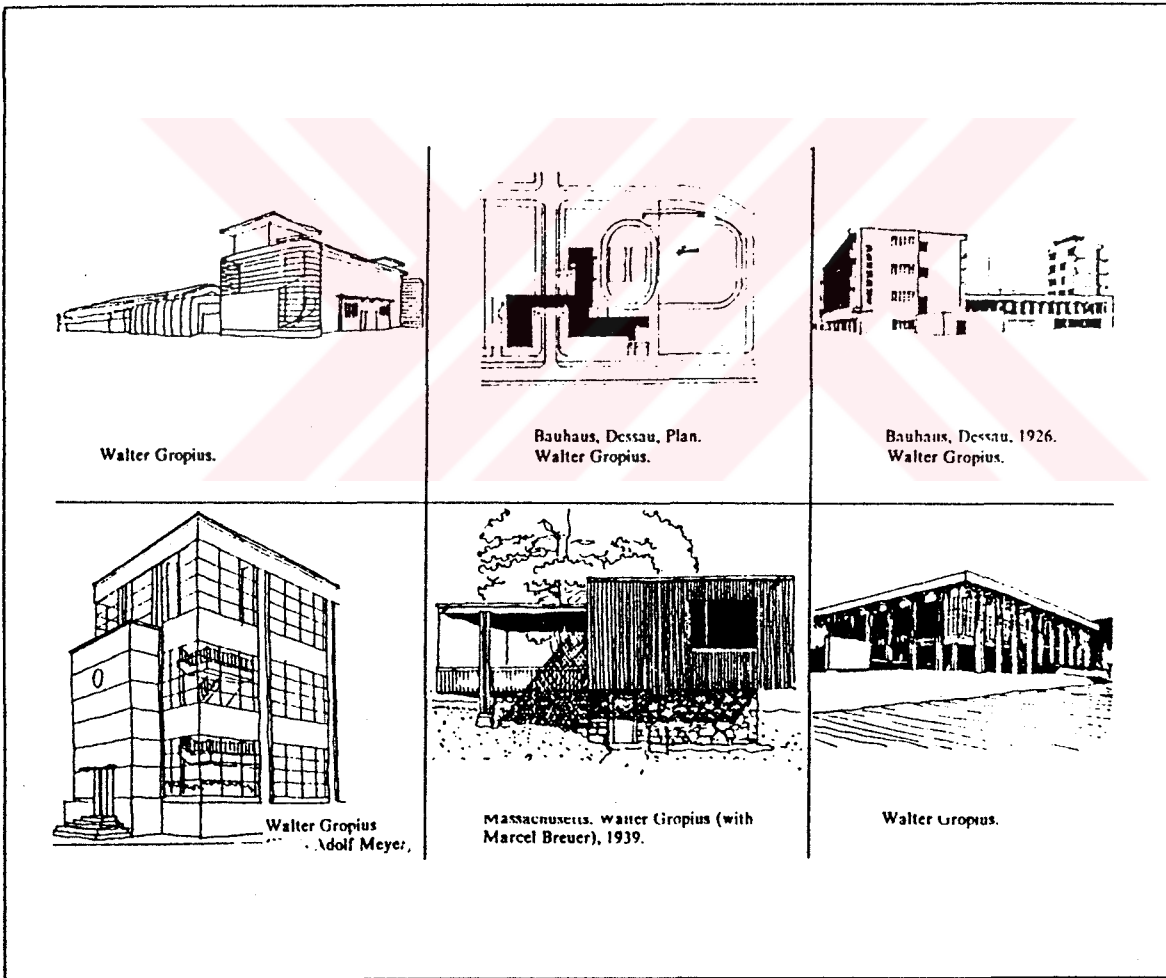 Walter Gropius.
Bauhaus, Dessau, Plan.
Walter Gropius.
Bauhaus, Dessau, 1926.
Walter Gropius.
Walter Gropius
Adolf Meyer,
Massachusetts. Walter Gropius (with
Marcel Breuer), 1939.
Walter Gropius.